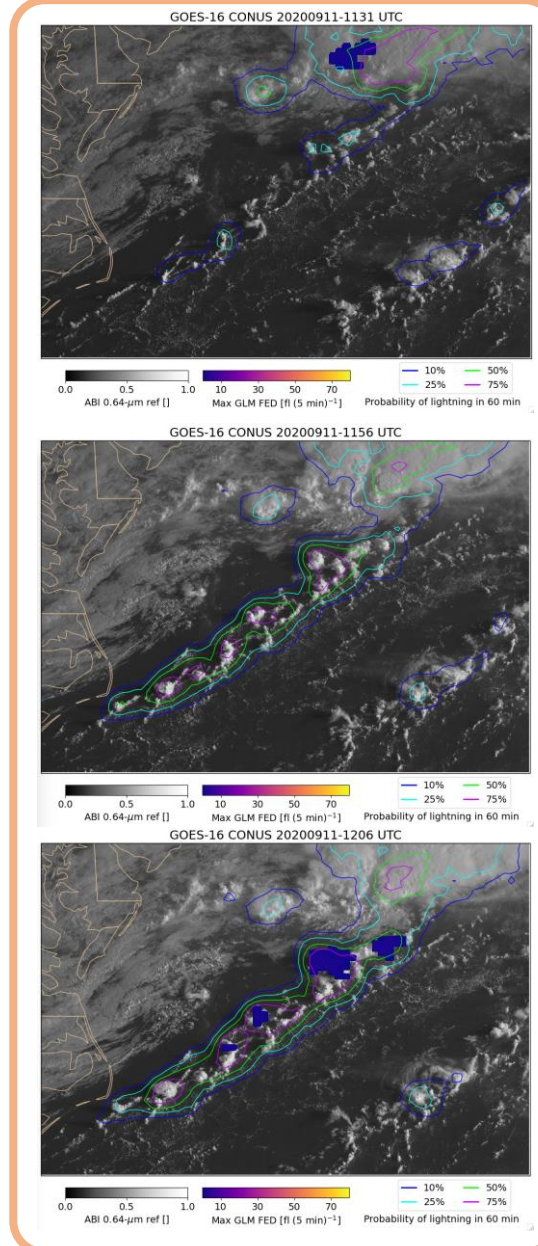 GOES-16 CONUS 20200911-1131 UTC
10% 50%
25% 75%
0.0 0.5 1.0 10 30 50 70
ABI 0.64-μm ref [] Max GLM FED [fl (5 min)⁻¹] Probability of lightning in 60 min
GOES-16 CONUS 20200911-1156 UTC
10% 50%
25% 75%
0.0 0.5 1.0 10 30 50 70
ABI 0.64-μm ref [] Max GLM FED [fl (5 min)⁻¹] Probability of lightning in 60 min
GOES-16 CONUS 20200911-1206 UTC
10% 50%
25% 75%
0.0 0.5 1.0 10 30 50 70
ABI 0.64-μm ref [] Max GLM FED [fl (5 min)⁻¹] Probability of lightning in 60 min